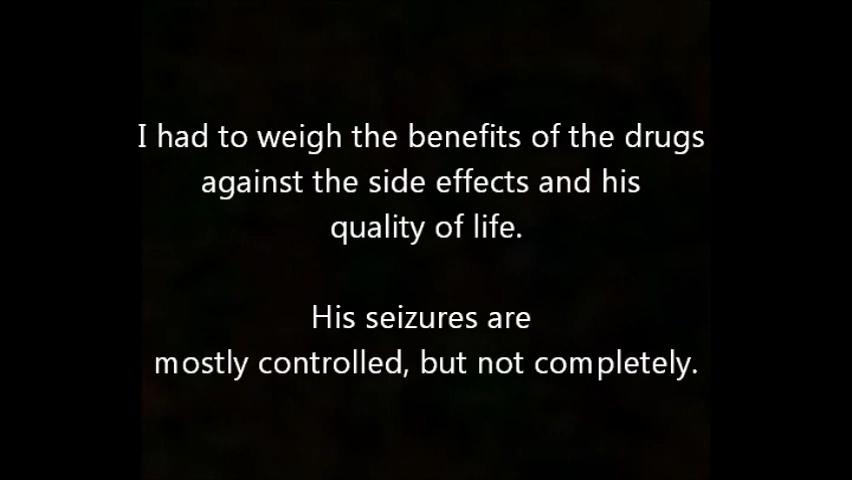 I had to weigh the benefits of the drugs
against the side effects and his
quality of life.
His seizures are
mostly controlled, but not completely.